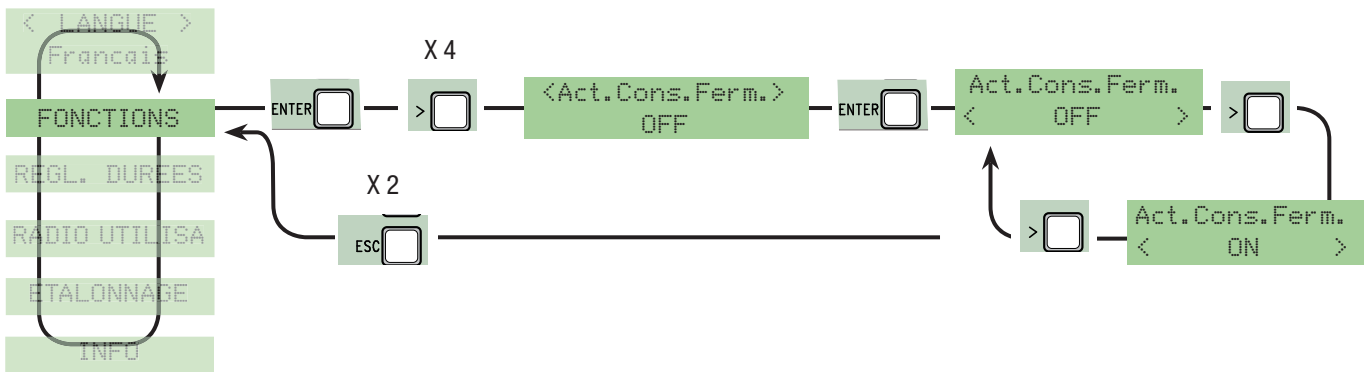 < LANGUE >
Francais
FONCTIONS
REGL. DUREES
RADIO UTILISA
ETALONNAGE
INFO
ENTER
X 4
>
<Act.Cons.Ferm.>
OFF
ENTER
Act.Cons.Ferm.
< OFF >
>
X 2
ESC
>
Act.Cons.Ferm.
< ON >